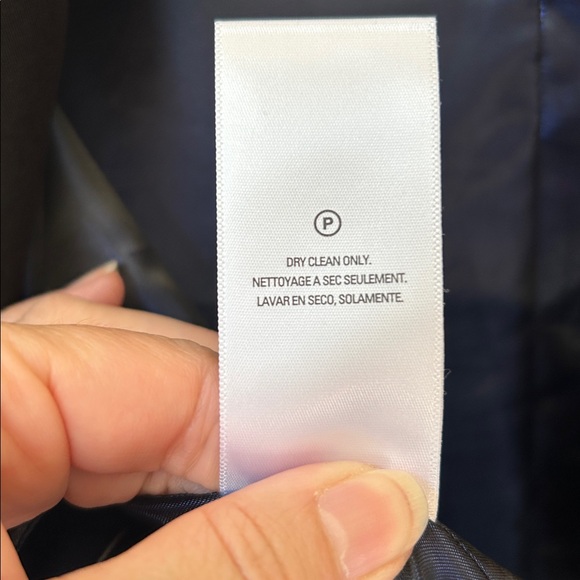 P
DRY CLEAN ONLY.
NETTOYAGE A SEC SEULEMENT.
LAVAR EN SECO, SOLAMENTE.